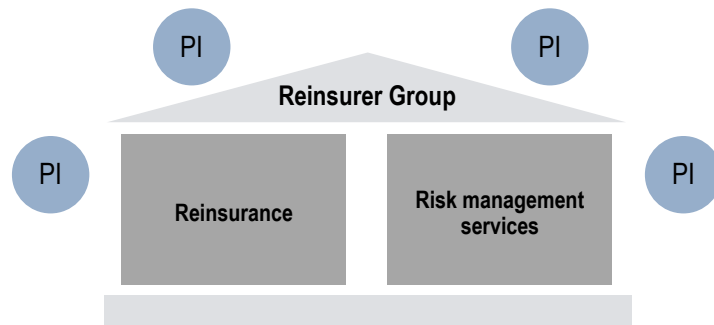 PI
PI
Reinsurer Group
PI
PI
Reinsurance
Risk management
services